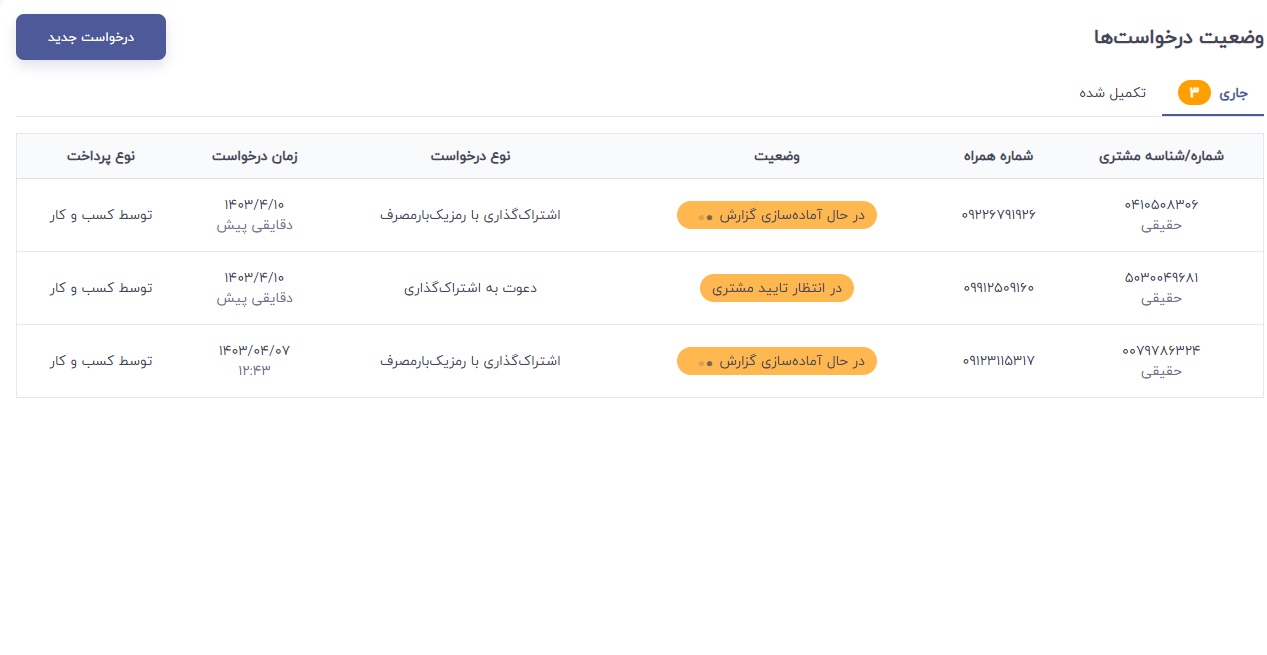 وضعیت درخواست‌ها
درخواست جدید
جاری ۳ تکمیل شده
شماره/شناسه مشتری شماره همراه وضعیت نوع درخواست زمان درخواست نوع پرداخت
۰۴۱۰۵۰۸۳۰۶ ۰۹۲۲۶۷۹۱۹۲۶ در حال آماده‌سازی گزارش اشتراک‌گذاری با رمزیک‌بارمصرف ۱۴۰۳/۴/۱۰ توسط کسب و کار
حقیقی دقایقی پیش
۵۰۳۰۰۴۹۶۸۱ ۰۹۹۱۲۵۰۹۱۶۰ در انتظار تایید مشتری دعوت به اشتراک‌گذاری ۱۴۰۳/۴/۱۰ توسط کسب و کار
حقیقی دقایقی پیش
۰۰۷۹۷۸۶۳۲۴ ۰۹۱۲۳۱۱۵۳۱۷ در حال آماده‌سازی گزارش اشتراک‌گذاری با رمزیک‌بارمصرف ۱۴۰۳/۰۴/۰۷ توسط کسب و کار
حقیقی ۱۲:۴۳